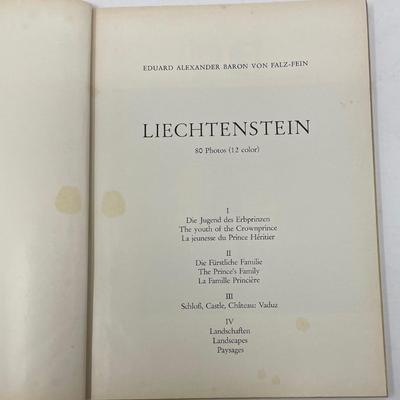 EDUARD ALEXANDER BARON VON FALZ-FEIN
LIECHTENSTEIN
80 Photos (12 color)
I
Die Jugend des Erbprinzen
The youth of the Crownprince
La jeunesse du Prince Héritier
II
Die Fürstliche Familie
The Prince's Family
La Famille Princière
III
Schloß, Castle, Château: Vaduz
IV
Landschaften
Landscapes
Paysages